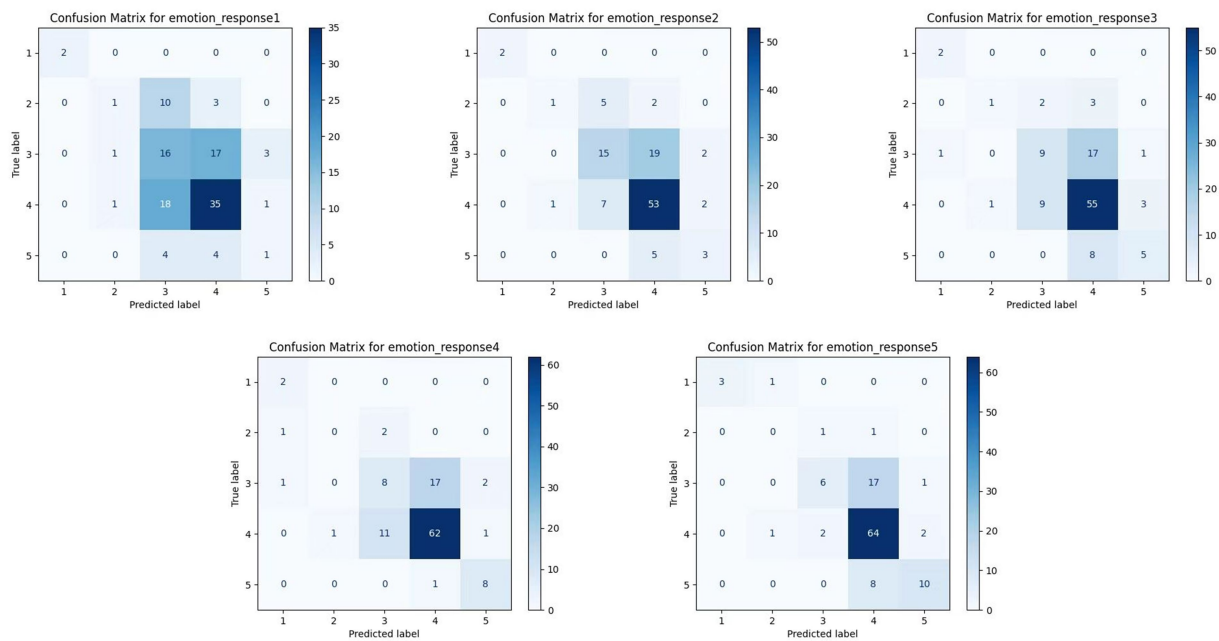 Confusion Matrix for emotion_response1
1 2 0 0 0 0
2 0 1 10 3 0
3 0 1 16 17 3
4 0 1 18 35 1
5 0 0 4 4 1
1 2 3 4 5
Predicted label
True label
35
30
25
20
15
10
5
0
Confusion Matrix for emotion_response2
1 2 0 0 0 0
2 0 1 5 2 0
3 0 0 15 19 2
4 0 1 7 53 2
5 0 0 0 5 3
1 2 3 4 5
Predicted label
True label
50
40
30
20
10
0
Confusion Matrix for emotion_response3
1 2 0 0 0 0
2 0 1 2 3 0
3 1 0 9 17 1
4 0 1 9 55 3
5 0 0 0 8 5
1 2 3 4 5
Predicted label
True label
50
40
30
20
10
0
Confusion Matrix for emotion_response4
1 2 0 0 0 0
2 1 0 2 0 0
3 1 0 8 17 2
4 0 1 11 62 1
5 0 0 0 1 8
1 2 3 4 5
Predicted label
True label
60
50
40
30
20
10
0
Confusion Matrix for emotion_response5
1 3 1 0 0 0
2 0 0 1 1 0
3 0 0 6 17 1
4 0 1 2 64 2
5 0 0 0 8 10
1 2 3 4 5
Predicted label
True label
60
50
40
30
20
10
0